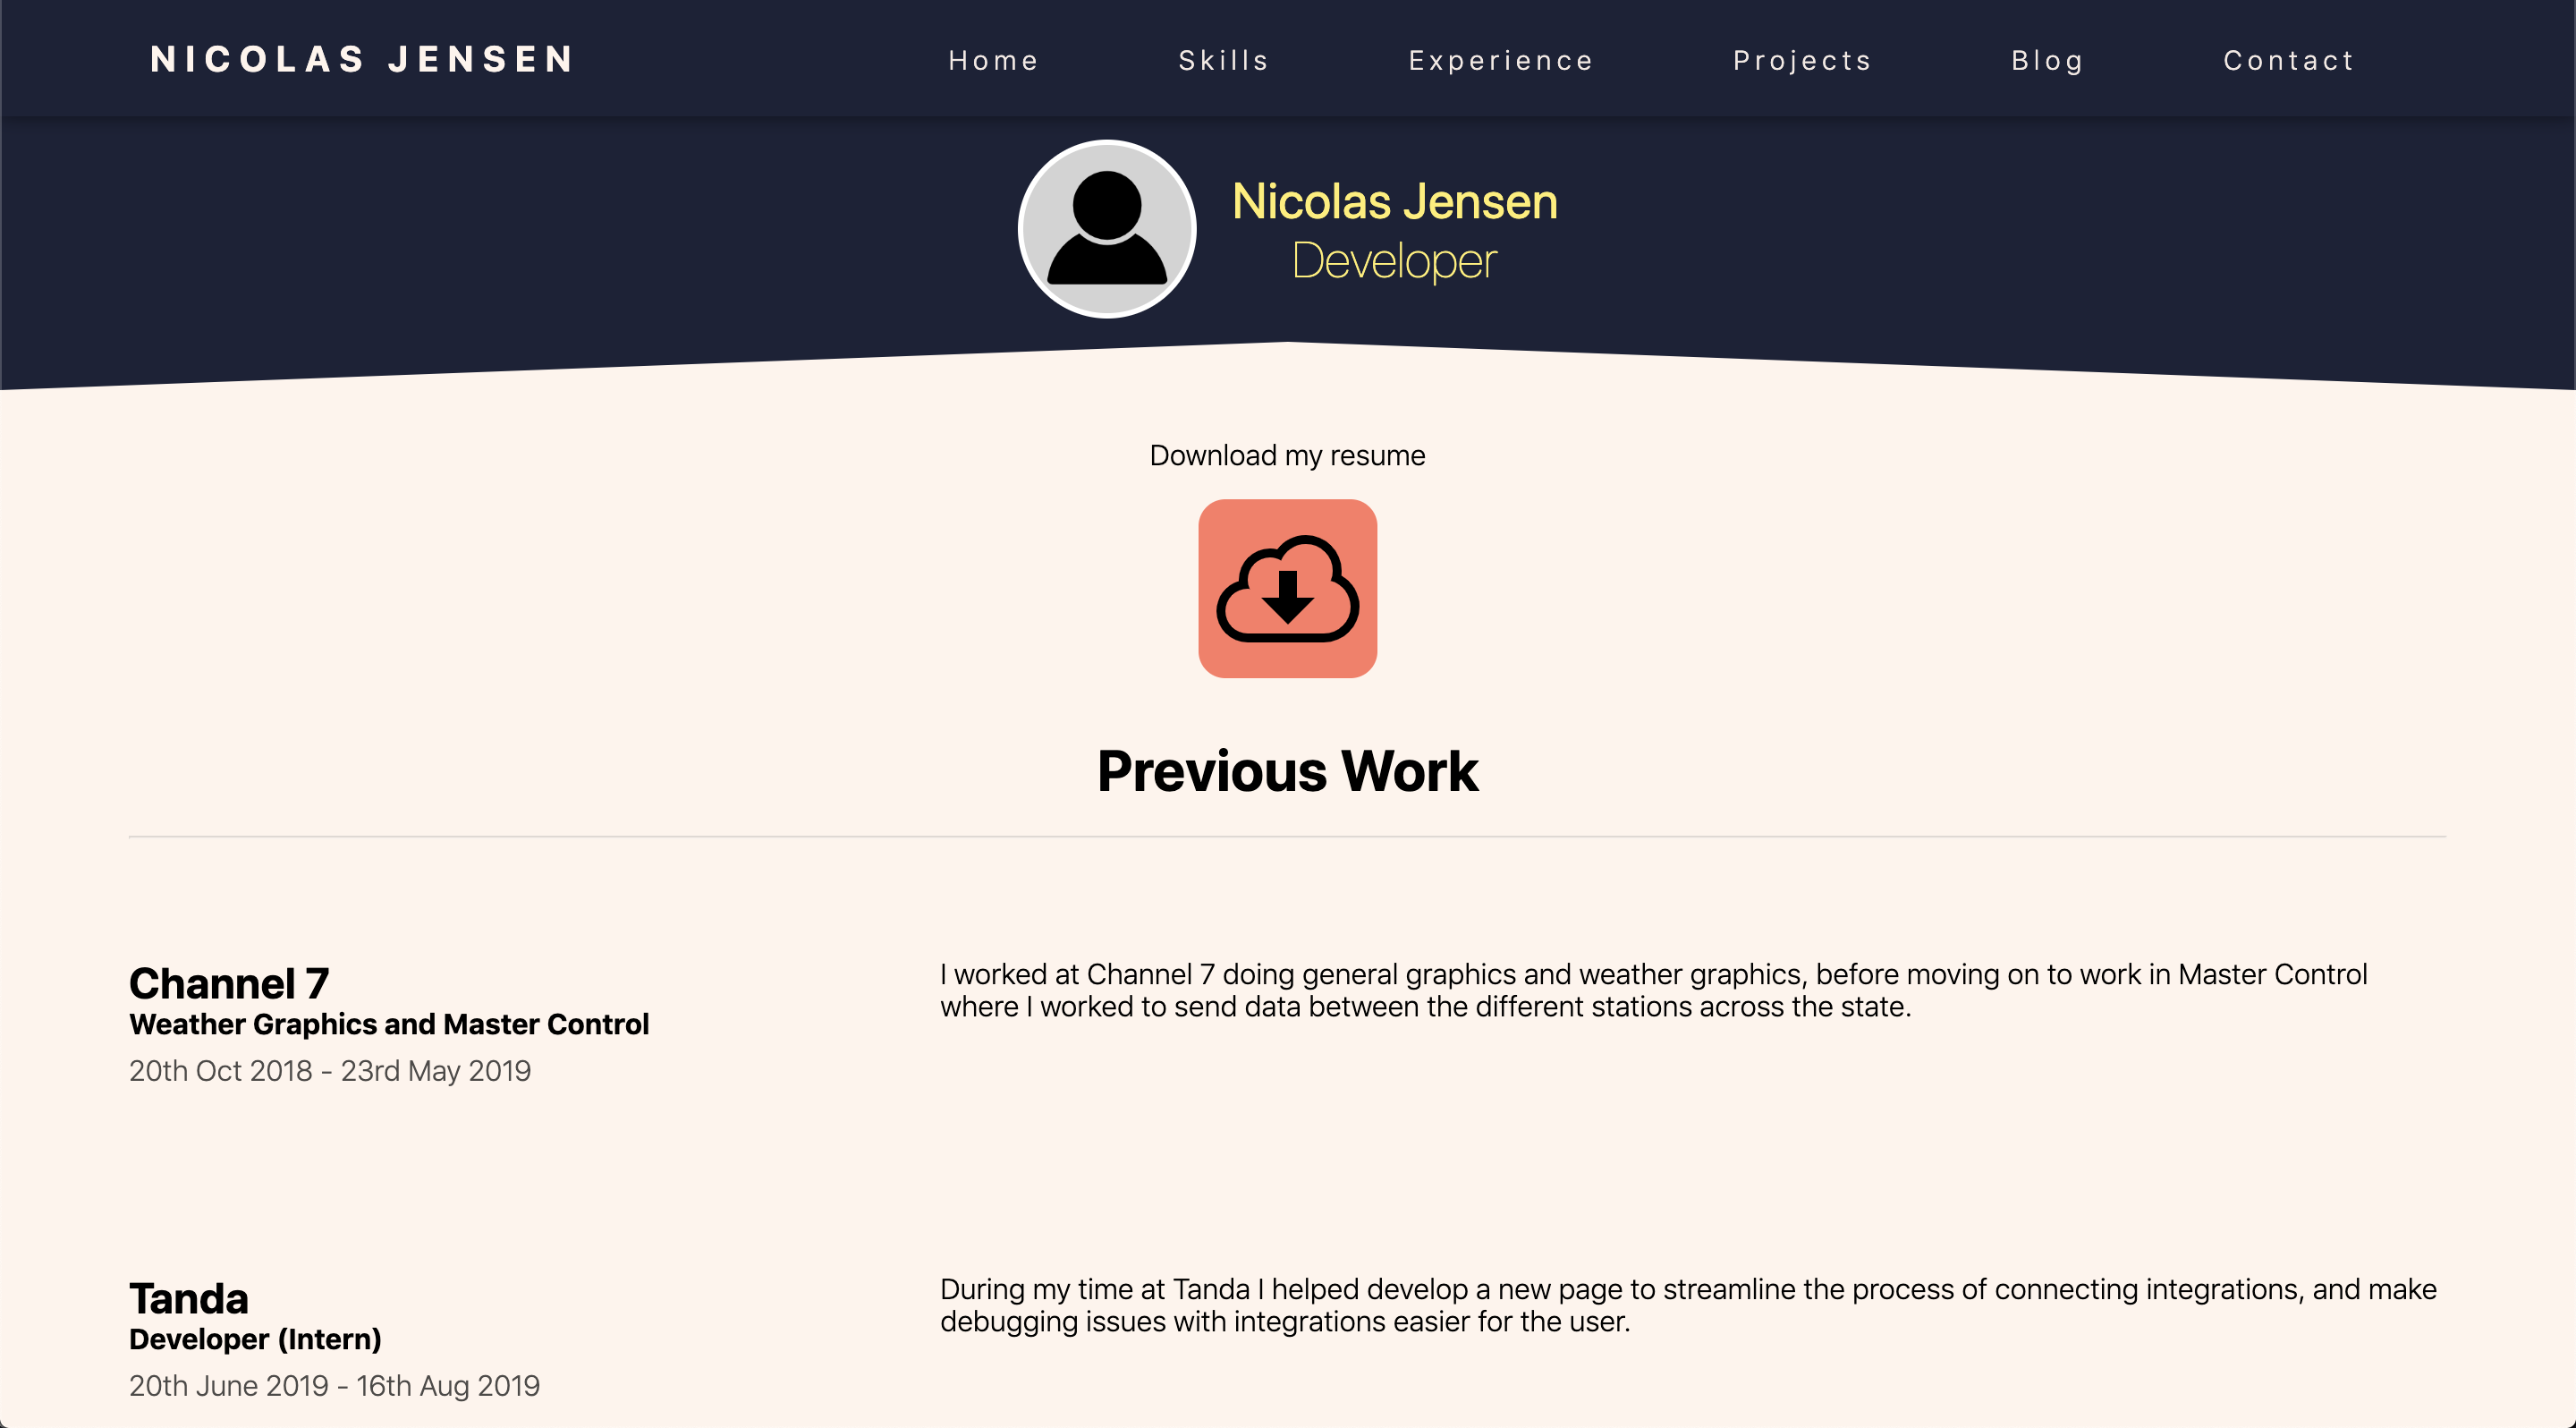 NICOLAS JENSEN
Home Skills Experience Projects Blog Contact
Nicolas Jensen
Developer
Download my resume
Previous Work
Channel 7
Weather Graphics and Master Control
20th Oct 2018 - 23rd May 2019
I worked at Channel 7 doing general graphics and weather graphics, before moving on to work in Master Control
where I worked to send data between the different stations across the state.
Tanda
Developer (Intern)
20th June 2019 - 16th Aug 2019
During my time at Tanda I helped develop a new page to streamline the process of connecting integrations, and make
debugging issues with integrations easier for the user.